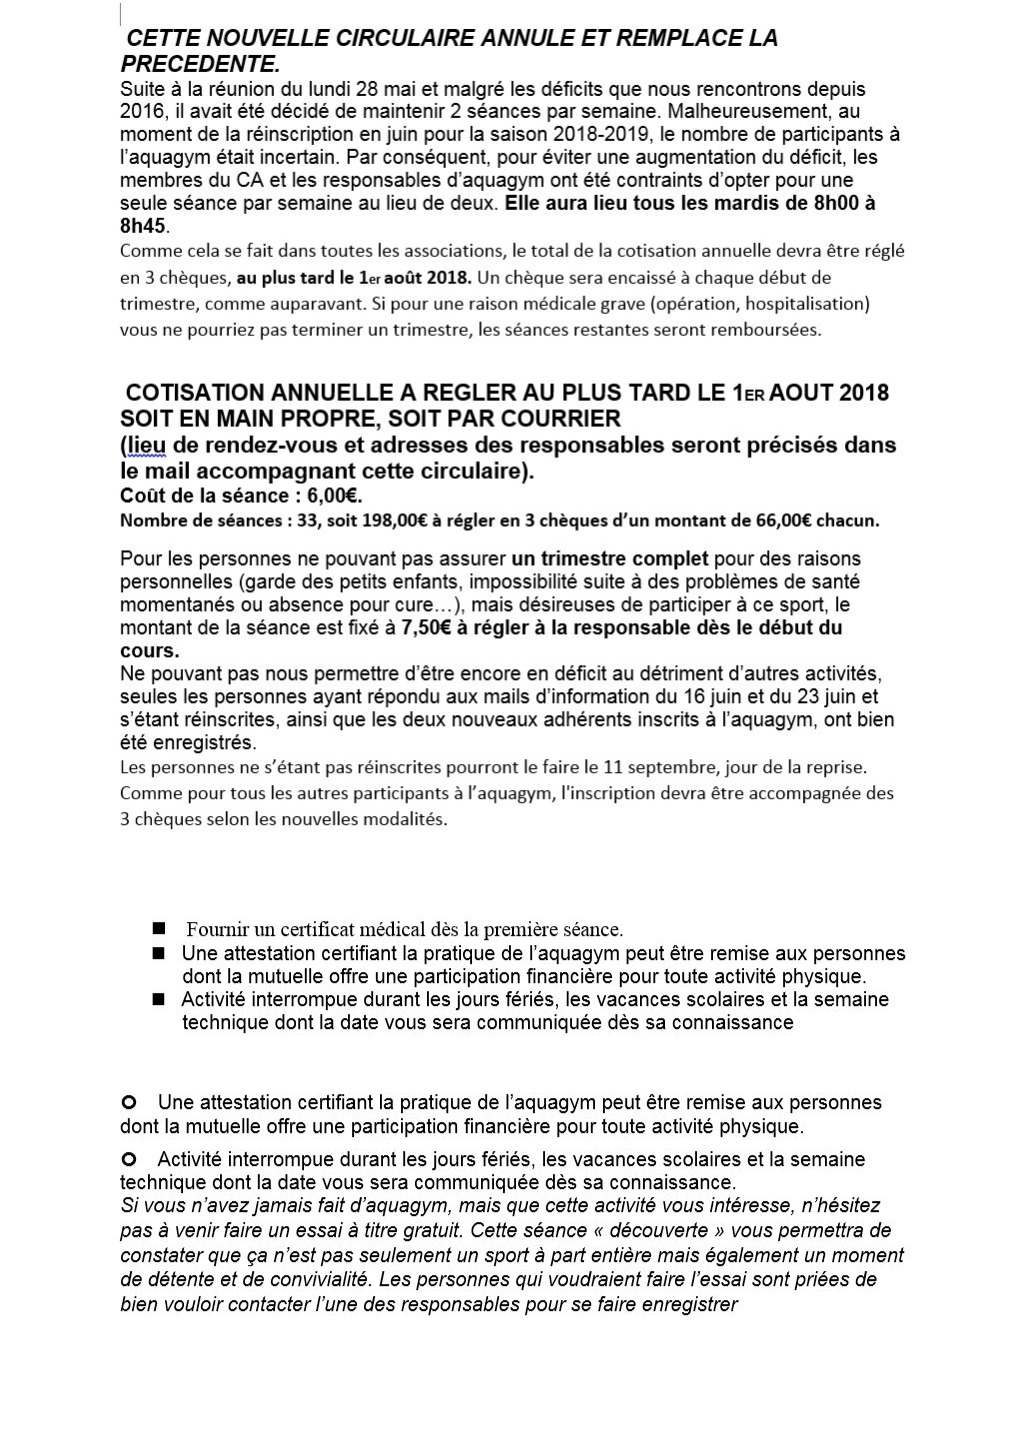 CETTE NOUVELLE CIRCULAIRE ANNULE ET REMPLACE LA
PRECEDENTE.
Suite à la réunion du lundi 28 mai et malgré les déficits que nous rencontrons depuis
2016, il avait été décidé de maintenir 2 séances par semaine. Malheureusement, au
moment de la réinscription en juin pour la saison 2018-2019, le nombre de participants à
l’aquagym était incertain. Par conséquent, pour éviter une augmentation du déficit, les
membres du CA et les responsables d’aquagym ont été contraints d’opter pour une
seule séance par semaine au lieu de deux. Elle aura lieu tous les mardis de 8h00 à
8h45.
Comme cela se fait dans toutes les associations, le total de la cotisation annuelle devra être réglé
en 3 chèques, au plus tard le 1er août 2018. Un chèque sera encaissé à chaque début de
trimestre, comme auparavant. Si pour une raison médicale grave (opération, hospitalisation)
vous ne pourriez pas terminer un trimestre, les séances restantes seront remboursées.
COTISATION ANNUELLE A REGLER AU PLUS TARD LE 1ER AOUT 2018
SOIT EN MAIN PROPRE, SOIT PAR COURRIER
(lieu de rendez-vous et adresses des responsables seront précisés dans
le mail accompagnant cette circulaire).
Coût de la séance : 6,00€.
Nombre de séances : 33, soit 198,00€ à régler en 3 chèques d’un montant de 66,00€ chacun.
Pour les personnes ne pouvant pas assurer un trimestre complet pour des raisons
personnelles (garde des petits enfants, impossibilité suite à des problèmes de santé
momentanés ou absence pour cure…), mais désireuses de participer à ce sport, le
montant de la séance est fixé à 7,50€ à régler à la responsable dès le début du
cours.
Ne pouvant pas nous permettre d’être encore en déficit au détriment d’autres activités,
seules les personnes ayant répondu aux mails d’information du 16 juin et du 23 juin et
s’étant réinscrites, ainsi que les deux nouveaux adhérents inscrits à l’aquagym, ont bien
été enregistrés.
Les personnes ne s’étant pas réinscrites pourront le faire le 11 septembre, jour de la reprise.
Comme pour tous les autres participants à l’aquagym, l'inscription devra être accompagnée des
3 chèques selon les nouvelles modalités.
■ Fournir un certificat médical dès la première séance.
■ Une attestation certifiant la pratique de l’aquagym peut être remise aux personnes
dont la mutuelle offre une participation financière pour toute activité physique.
■ Activité interrompue durant les jours fériés, les vacances scolaires et la semaine
technique dont la date vous sera communiquée dès sa connaissance
O Une attestation certifiant la pratique de l’aquagym peut être remise aux personnes
dont la mutuelle offre une participation financière pour toute activité physique.
O Activité interrompue durant les jours fériés, les vacances scolaires et la semaine
technique dont la date vous sera communiquée dès sa connaissance.
Si vous n’avez jamais fait d’aquagym, mais que cette activité vous intéresse, n’hésitez
pas à venir faire un essai à titre gratuit. Cette séance « découverte » vous permettra de
constater que ça n’est pas seulement un sport à part entière mais également un moment
de détente et de convivialité. Les personnes qui voudraient faire l’essai sont priées de
bien vouloir contacter l’une des responsables pour se faire enregistrer